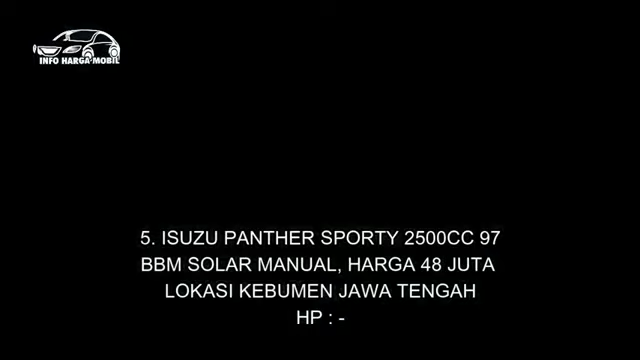 INFO HARGA MOBIL
5. ISUZU PANTHER SPORTY 2500CC 97
BBM SOLAR MANUAL, HARGA 48 JUTA
LOKASI KEBUMEN JAWA TENGAH
HP : -